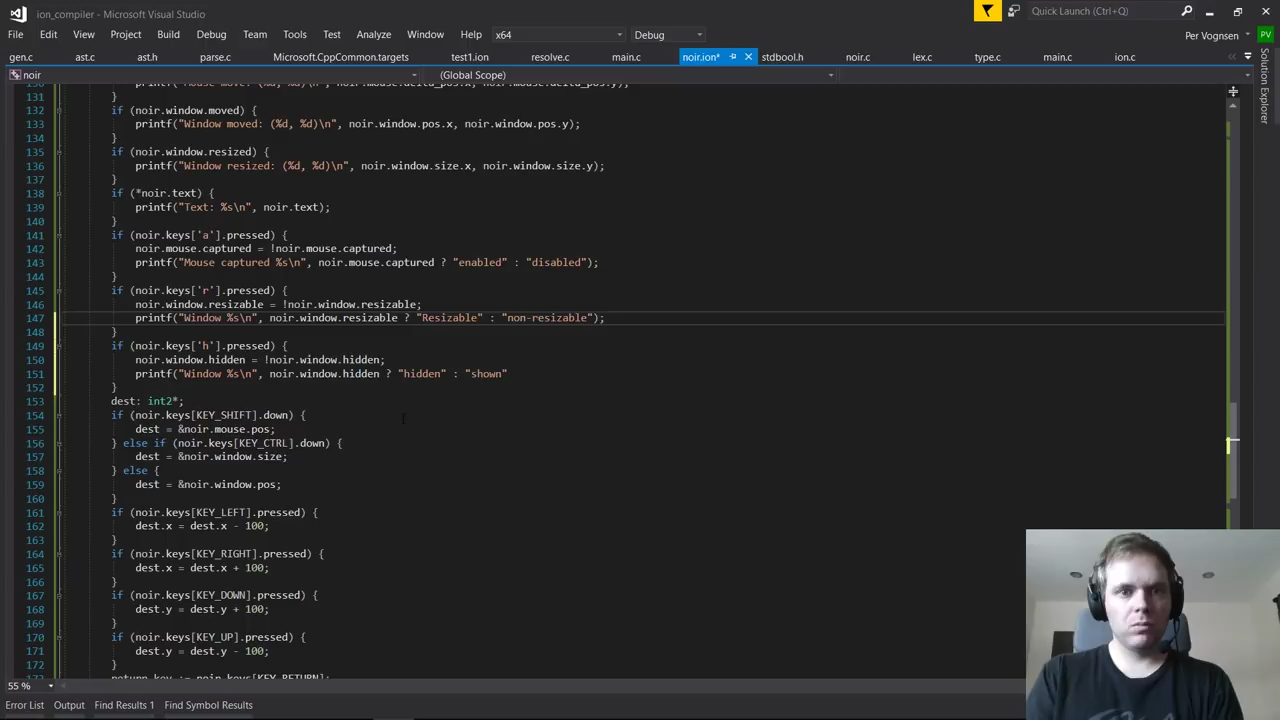 ion_compiler - Microsoft Visual Studio
Quick Launch (Ctrl+Q)
File Edit View Project Build Debug Team Tools Test Analyze Window Help x64 Debug Per Vognsen PV
gen.c ast.c ast.h parse.c Microsoft.CppCommon.targets test1.ion resolve.c main.c noir.ion* stdbool.h noir.c lex.c type.c main.c ion.c
noir (Global Scope)
Solution Explorer
131 }
132 if (noir.window.moved) {
133 printf("Window moved: (%d, %d)\n", noir.window.pos.x, noir.window.pos.y);
134 }
135 if (noir.window.resized) {
136 printf("Window resized: (%d, %d)\n", noir.window.size.x, noir.window.size.y);
137 }
138 if (*noir.text) {
139 printf("Text: %s\n", noir.text);
140 }
141 if (noir.keys['a'].pressed) {
142 noir.mouse.captured = !noir.mouse.captured;
143 printf("Mouse captured %s\n", noir.mouse.captured ? "enabled" : "disabled");
144 }
145 if (noir.keys['r'].pressed) {
146 noir.window.resizable = !noir.window.resizable;
147 printf("Window %s\n", noir.window.resizable ? "Resizable" : "non-resizable");
148 }
149 if (noir.keys['h'].pressed) {
150 noir.window.hidden = !noir.window.hidden;
151 printf("Window %s\n", noir.window.hidden ? "hidden" : "shown"
152 }
153 dest: int2*;
154 if (noir.keys[KEY_SHIFT].down) {
155 dest = &noir.mouse.pos;
156 } else if (noir.keys[KEY_CTRL].down) {
157 dest = &noir.window.size;
158 } else {
159 dest = &noir.window.pos;
160 }
161 if (noir.keys[KEY_LEFT].pressed) {
162 dest.x = dest.x - 100;
163 }
164 if (noir.keys[KEY_RIGHT].pressed) {
165 dest.x = dest.x + 100;
166 }
167 if (noir.keys[KEY_DOWN].pressed) {
168 dest.y = dest.y + 100;
169 }
170 if (noir.keys[KEY_UP].pressed) {
171 dest.y = dest.y - 100;
172 }
55 %
Error List Output Find Results 1 Find Symbol Results